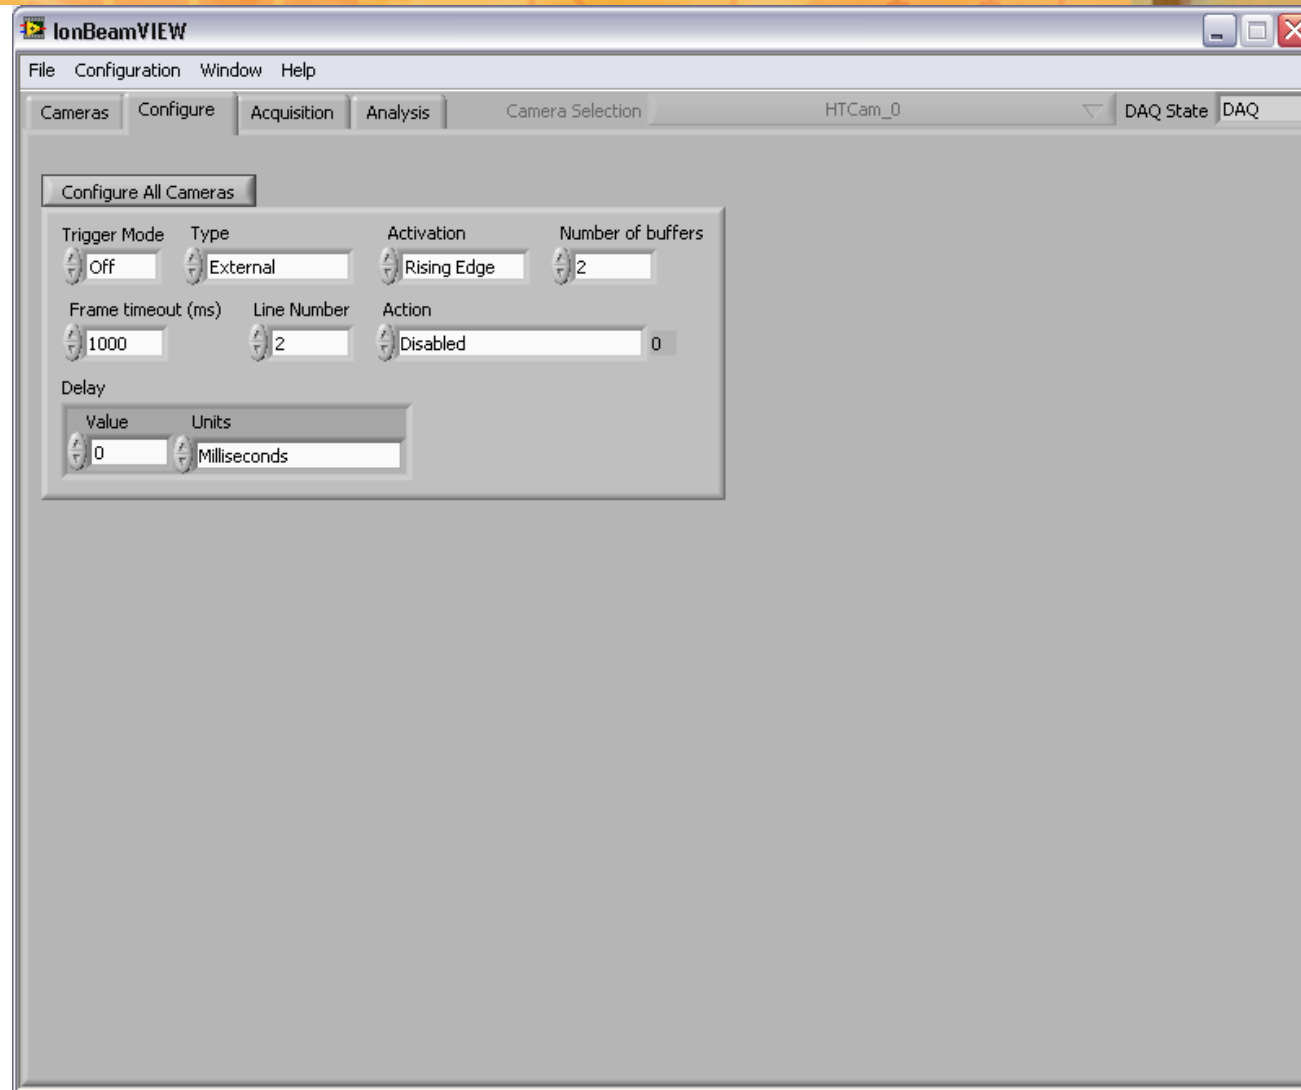 IonBeamVIEW
File Configuration Window Help
Cameras Configure Acquisition Analysis Camera Selection HTCam_0 DAQ State DAQ
Configure All Cameras
Trigger Mode Type Activation Number of buffers
Off External Rising Edge 2
Frame timeout (ms) Line Number Action
1000 2 Disabled 0
Delay
Value Units
0 Milliseconds